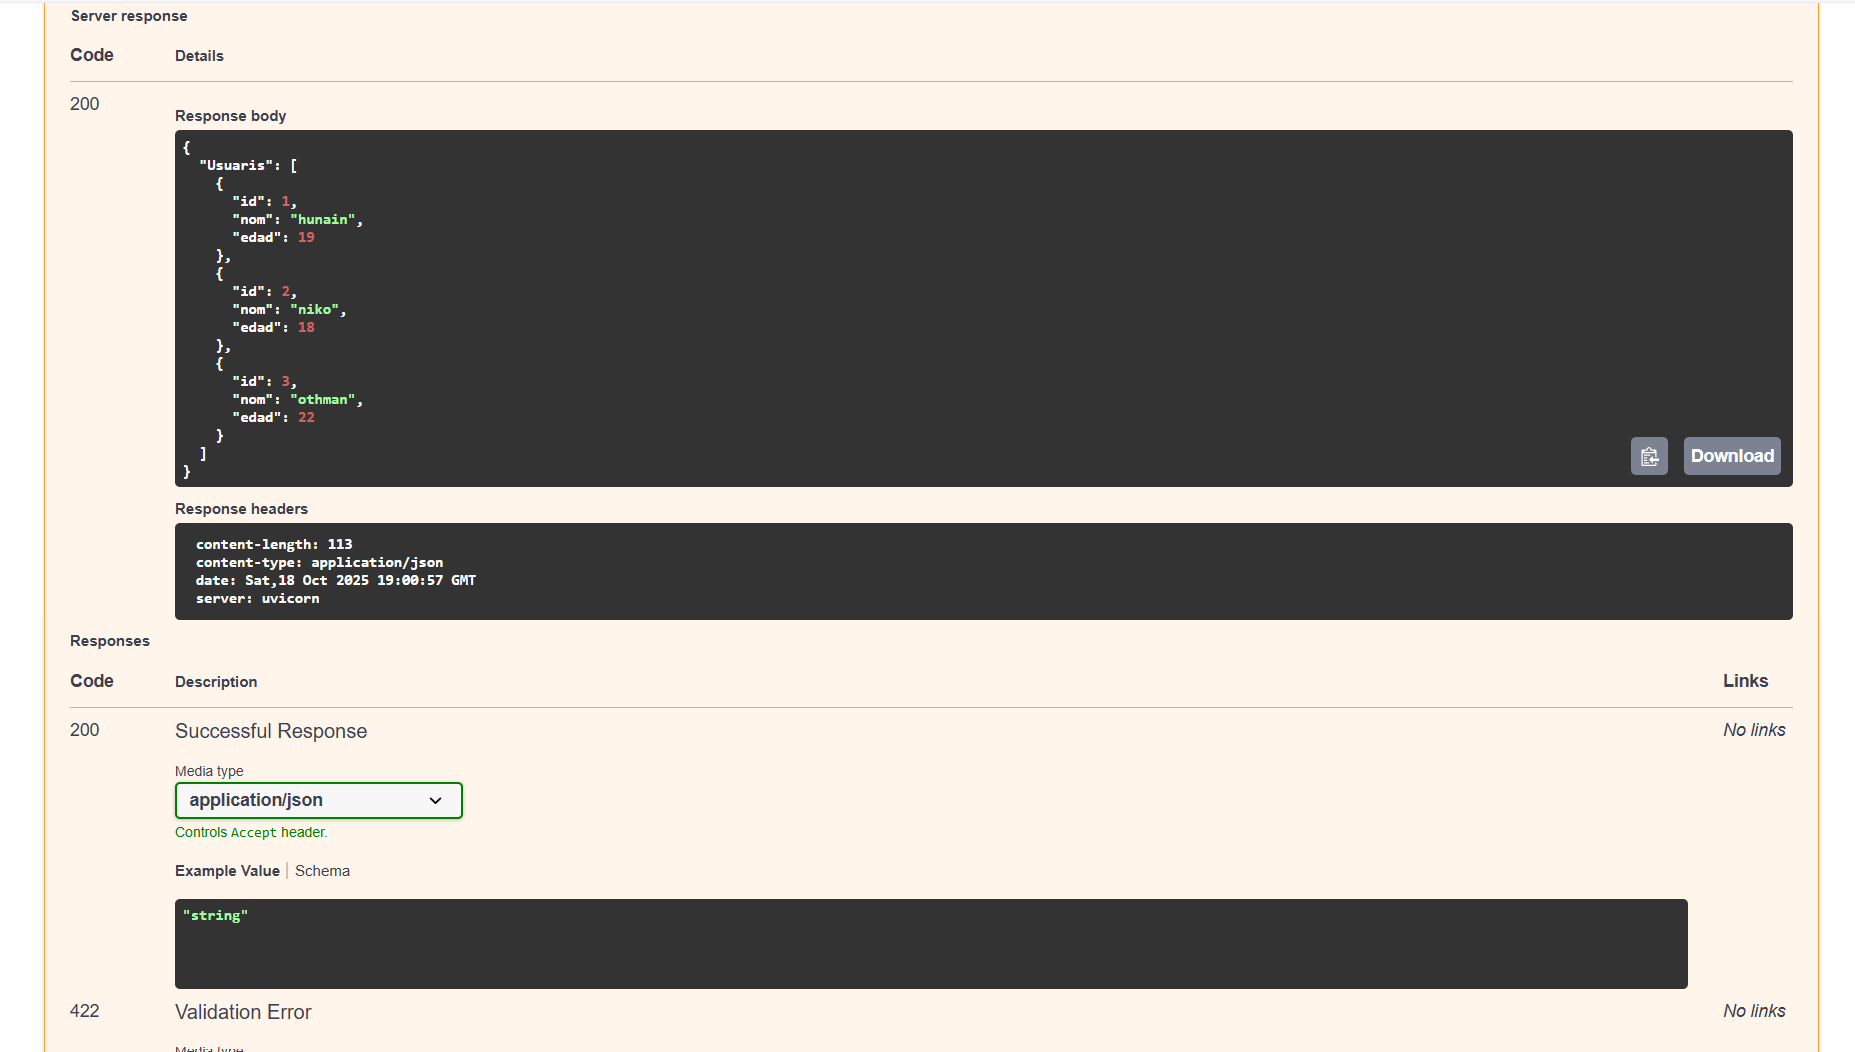 Server response
Code Details
200
Response body
{
"Usuaris": [
{
"id": 1,
"nom": "hunain",
"edad": 19
},
{
"id": 2,
"nom": "niko",
"edad": 18
},
{
"id": 3,
"nom": "othman",
"edad": 22
}
]
}
Download
Response headers
content-length: 113
content-type: application/json
date: Sat,18 Oct 2025 19:00:57 GMT
server: uvicorn
Responses
Code Description Links
200 Successful Response No links
Media type
application/json
Controls Accept header.
Example Value Schema
"string"
422 Validation Error No links
Media type